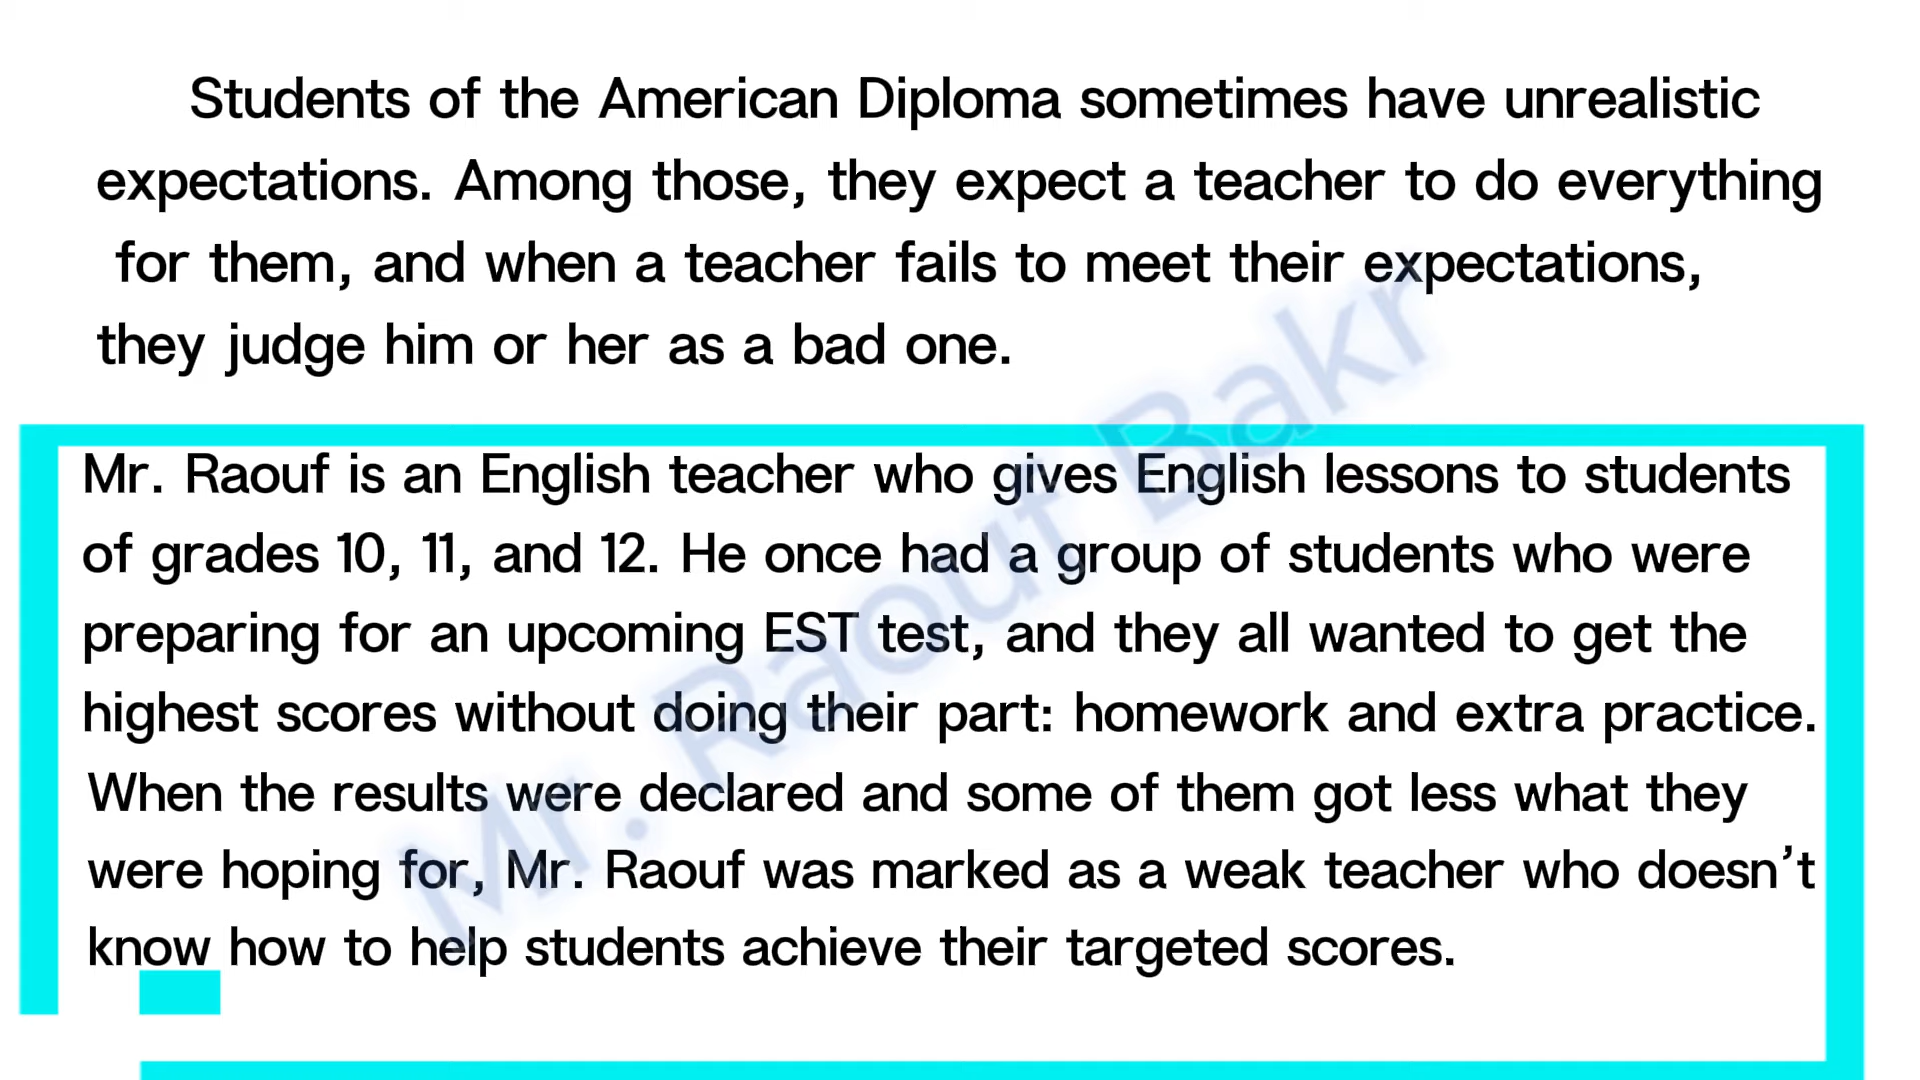 Students of the American Diploma sometimes have unrealistic
expectations. Among those, they expect a teacher to do everything
for them, and when a teacher fails to meet their expectations,
they judge him or her as a bad one.
Mr. Raouf is an English teacher who gives English lessons to students
of grades 10, 11, and 12. He once had a group of students who were
preparing for an upcoming EST test, and they all wanted to get the
highest scores without doing their part: homework and extra practice.
When the results were declared and some of them got less what they
were hoping for, Mr. Raouf was marked as a weak teacher who doesn’t
know how to help students achieve their targeted scores.
Mr. Raouf Bakr